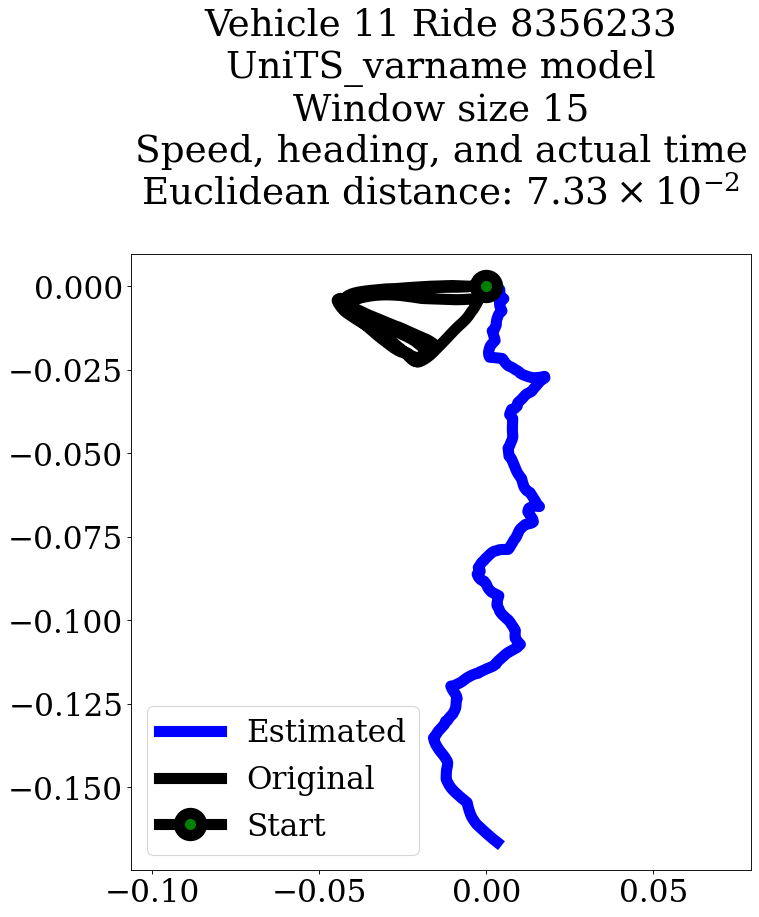 Vehicle 11 Ride 8356233
UniTS_varname model
Window size 15
Speed, heading, and actual time
Euclidean distance: 7.33 × 10⁻²
0.000
−0.025
−0.050
−0.075
−0.100
−0.125
−0.150
Estimated
Original
Start
−0.10 −0.05 0.00 0.05